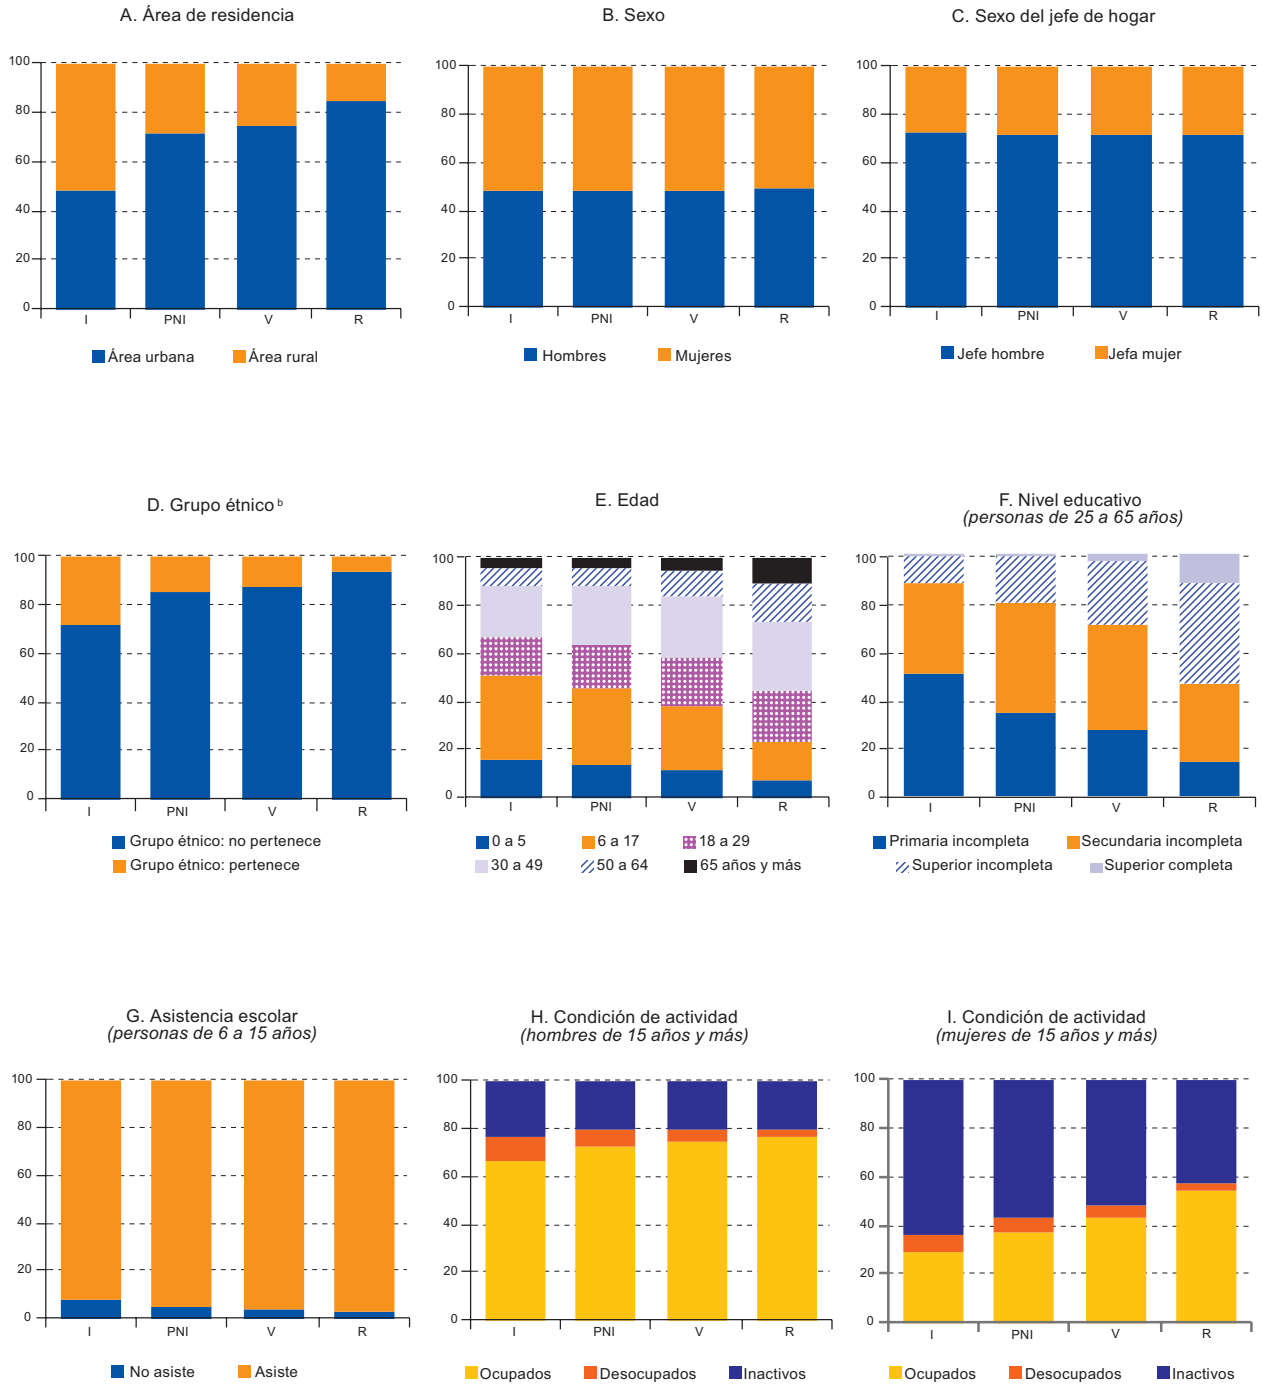 A. Área de residencia
100
80
60
40
20
0
I PNI V R
Área urbana Área rural
B. Sexo
100
80
60
40
20
0
I PNI V R
Hombres Mujeres
C. Sexo del jefe de hogar
100
80
60
40
20
0
I PNI V R
Jefe hombre Jefa mujer
D. Grupo étnico b
100
80
60
40
20
0
I PNI V R
Grupo étnico: no pertenece
Grupo étnico: pertenece
E. Edad
100
80
60
40
20
0
I PNI V R
0 a 5 6 a 17 18 a 29
30 a 49 50 a 64 65 años y más
F. Nivel educativo
(personas de 25 a 65 años)
100
80
60
40
20
0
I PNI V R
Primaria incompleta Secundaria incompleta
Superior incompleta Superior completa
G. Asistencia escolar
(personas de 6 a 15 años)
100
80
60
40
20
0
I PNI V R
No asiste Asiste
H. Condición de actividad
(hombres de 15 años y más)
100
80
60
40
20
0
I PNI V R
Ocupados Desocupados Inactivos
I. Condición de actividad
(mujeres de 15 años y más)
100
80
60
40
20
0
I PNI V R
Ocupados Desocupados Inactivos